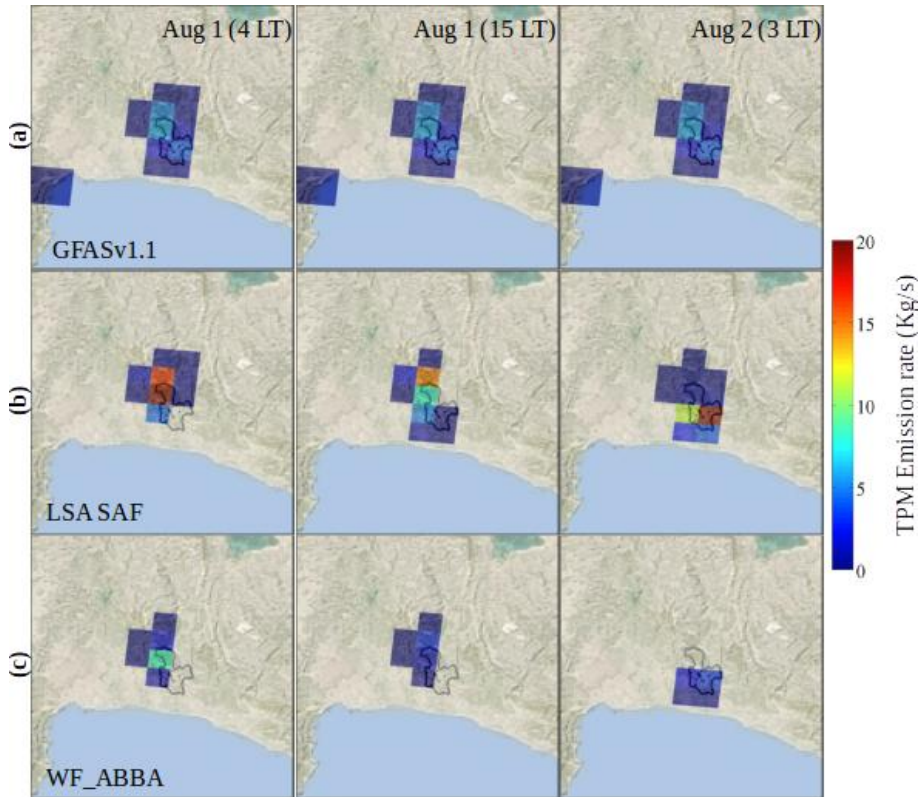 Aug 1 (4 LT)
Aug 1 (15 LT)
Aug 2 (3 LT)
(a)
GFASv1.1
(b)
LSA SAF
(c)
WF_ABBA
20
15
10
5
0
TPM Emission rate (Kg/s)